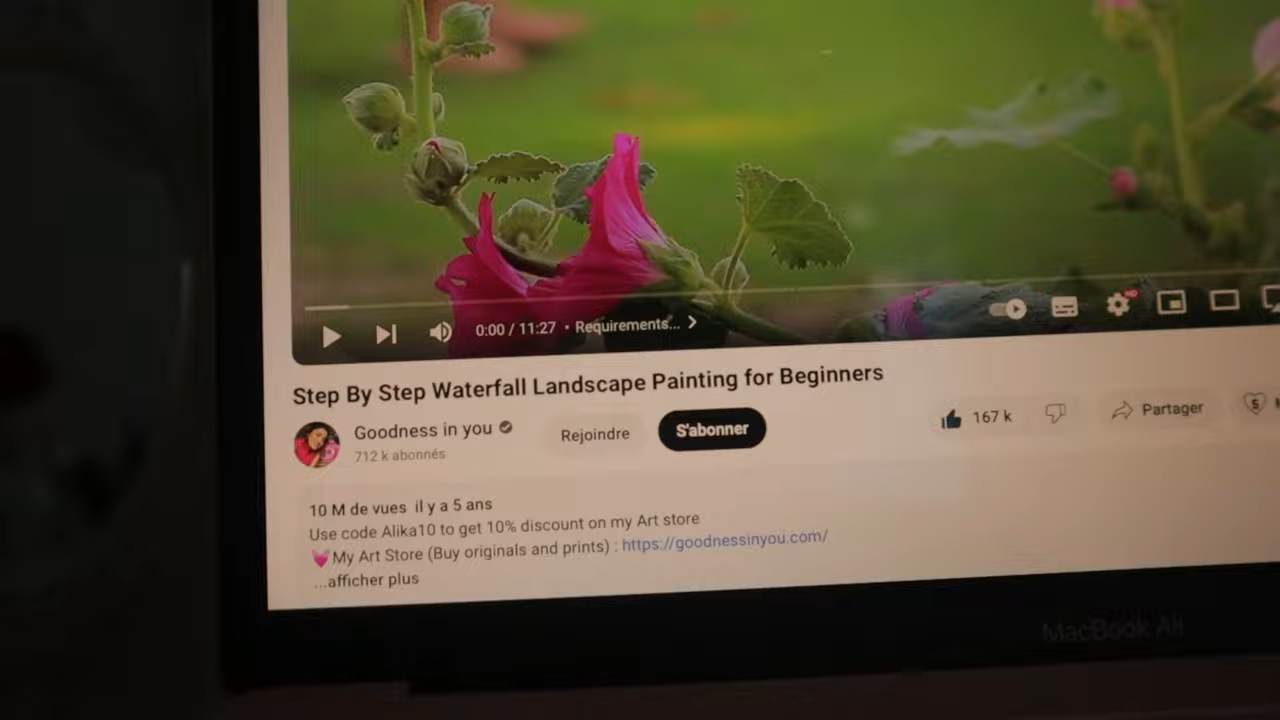 0:00 / 11:27 • Requirements...
HD
Step By Step Waterfall Landscape Painting for Beginners
Goodness in you
712 k abonnés
Rejoindre
S'abonner
167 k
Partager
10 M de vues il y a 5 ans
Use code Alika10 to get 10% discount on my Art store
💓My Art Store (Buy originals and prints) : https://goodnessinyou.com/
...afficher plus
MacBook Air